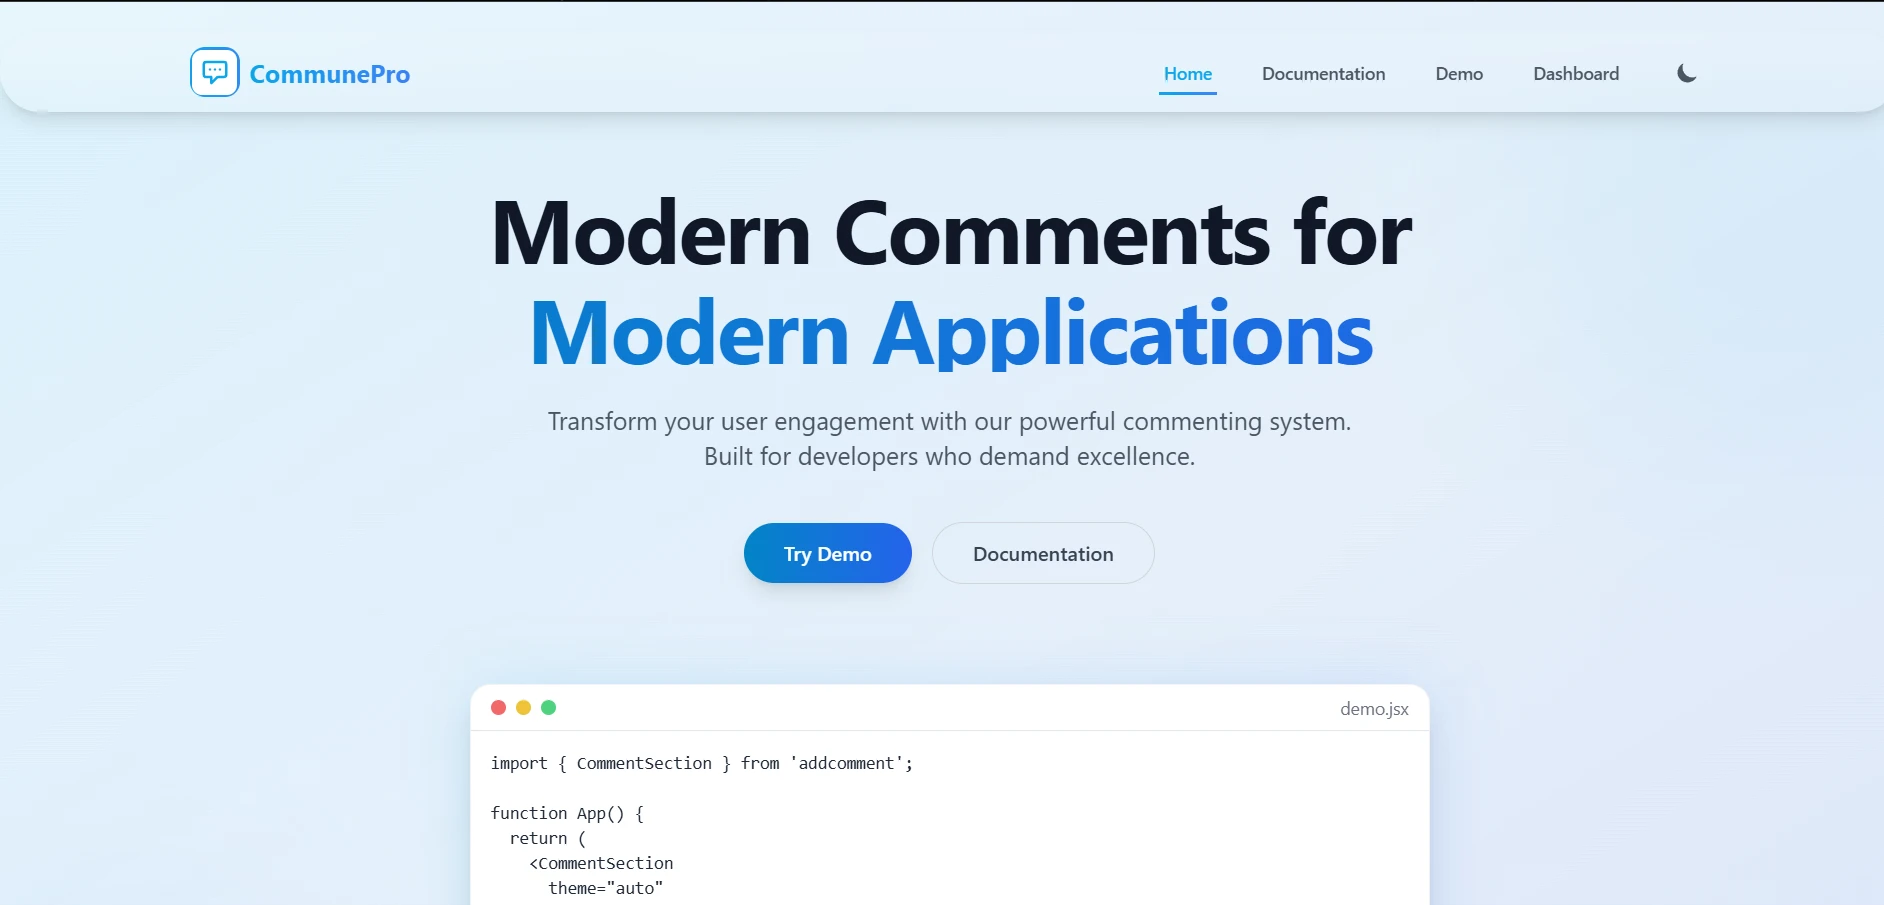 CommunePro
Home Documentation Demo Dashboard
Modern Comments for
Modern Applications
Transform your user engagement with our powerful commenting system.
Built for developers who demand excellence.
Try Demo Documentation
demo.jsx
import { CommentSection } from 'addcomment';
function App() {
  return (
    <CommentSection
      theme="auto"